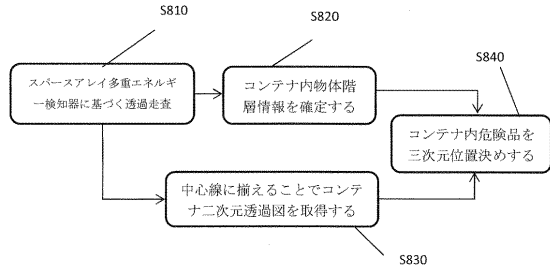 S810
S820
S840
スパースアレイ多重エネルギ
ー検知器に基づく透過走査
コンテナ内物体階
層情報を確定する
コンテナ内危険品を
三次元位置決めする
中心線に揃えることでコンテ
ナ二次元透過図を取得する
S830